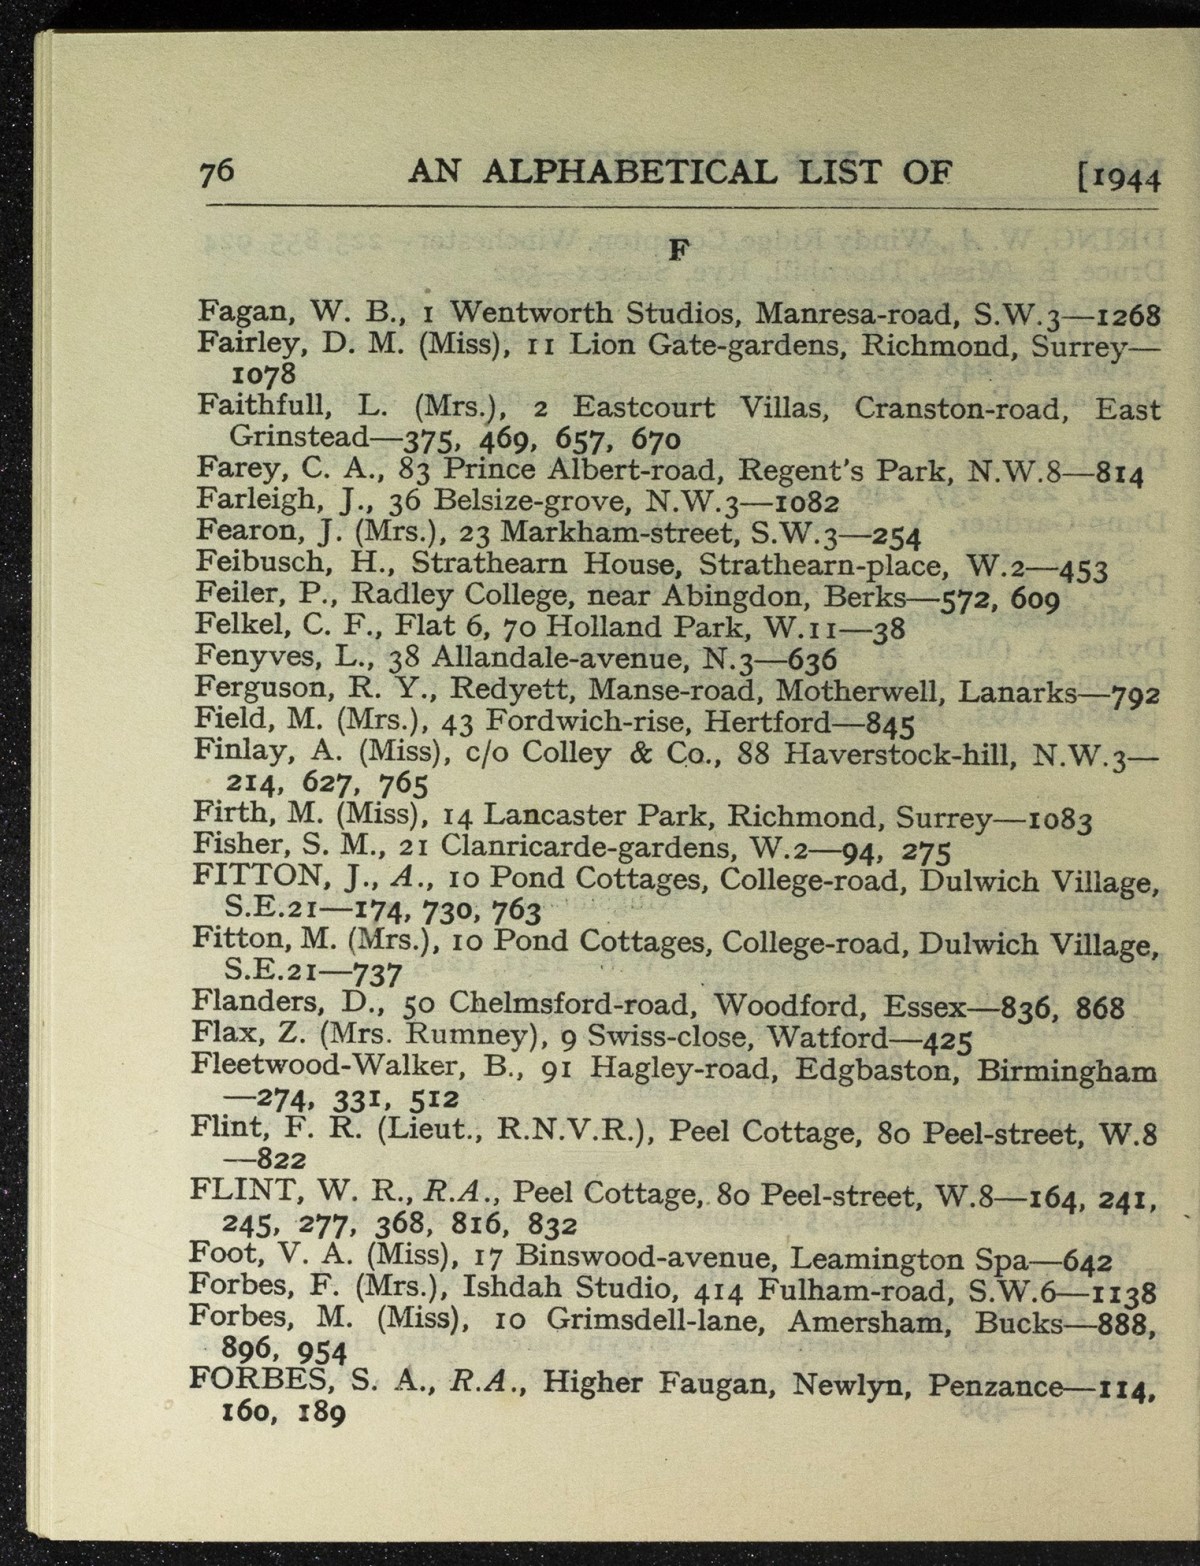 76 AN ALPHABETICAL LIST OF [1944
F
Fagan, W. B., 1 Wentworth Studios, Manresa-road, S.W.3—1268
Fairley, D. M. (Miss), 11 Lion Gate-gardens, Richmond, Surrey—
1078
Faithfull, L. (Mrs.), 2 Eastcourt Villas, Cranston-road, East
Grinstead—375, 469, 657, 670
Farey, C. A., 83 Prince Albert-road, Regent's Park, N.W.8—814
Farleigh, J., 36 Belsize-grove, N.W.3—1082
Fearon, J. (Mrs.), 23 Markham-street, S.W.3—254
Feibusch, H., Strathearn House, Strathearn-place, W.2—453
Feiler, P., Radley College, near Abingdon, Berks—572, 609
Felkel, C. F., Flat 6, 70 Holland Park, W.11—38
Fenyves, L., 38 Allandale-avenue, N.3—636
Ferguson, R. Y., Redyett, Manse-road, Motherwell, Lanarks—792
Field, M. (Mrs.), 43 Fordwich-rise, Hertford—845
Finlay, A. (Miss), c/o Colley & Co., 88 Haverstock-hill, N.W.3—
214, 627, 765
Firth, M. (Miss), 14 Lancaster Park, Richmond, Surrey—1083
Fisher, S. M., 21 Clanricarde-gardens, W.2—94, 275
FITTON, J., A., 10 Pond Cottages, College-road, Dulwich Village,
S.E.21—174, 730, 763
Fitton, M. (Mrs.), 10 Pond Cottages, College-road, Dulwich Village,
S.E.21—737
Flanders, D., 50 Chelmsford-road, Woodford, Essex—836, 868
Flax, Z. (Mrs. Rumney), 9 Swiss-close, Watford—425
Fleetwood-Walker, B., 91 Hagley-road, Edgbaston, Birmingham
—274, 331, 512
Flint, F. R. (Lieut., R.N.V.R.), Peel Cottage, 80 Peel-street, W.8
—822
FLINT, W. R., R.A., Peel Cottage, 80 Peel-street, W.8—164, 241,
245, 277, 368, 816, 832
Foot, V. A. (Miss), 17 Binswood-avenue, Leamington Spa—642
Forbes, F. (Mrs.), Ishdah Studio, 414 Fulham-road, S.W.6—1138
Forbes, M. (Miss), 10 Grimsdell-lane, Amersham, Bucks—888,
896, 954
FORBES, S. A., R.A., Higher Faugan, Newlyn, Penzance—114,
160, 189